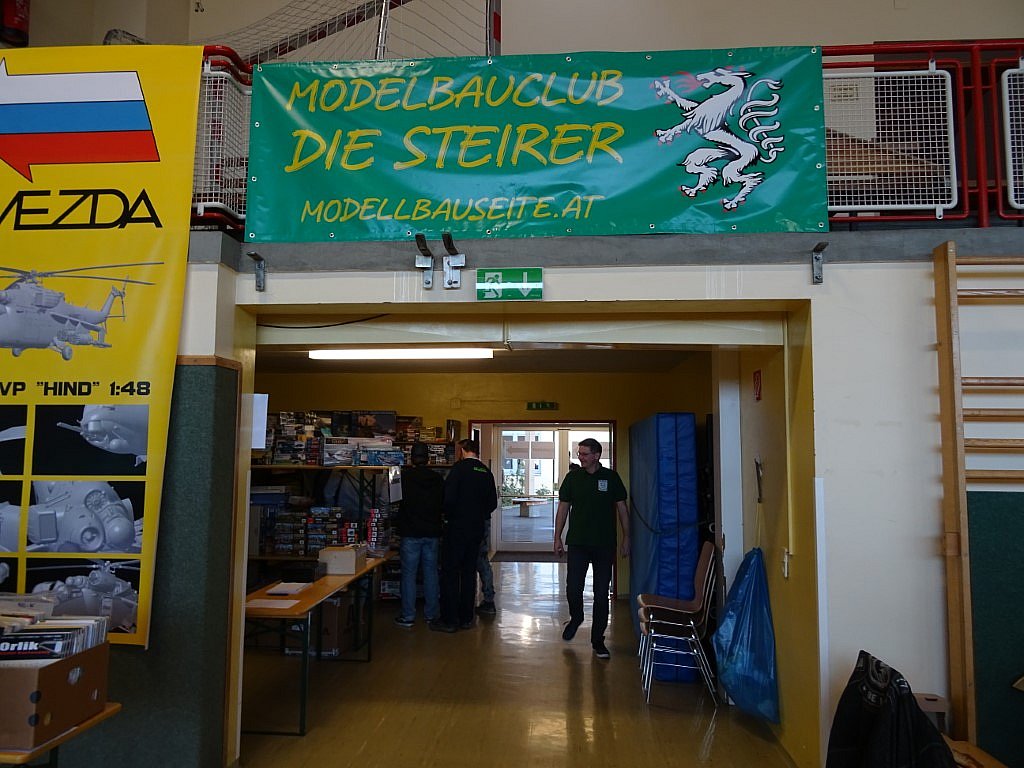 MODELBAUCLUB
DIE STEIRER
MODELLBAUSEITE.AT
VEZDA
VP "HIND" 1:48
Orlik